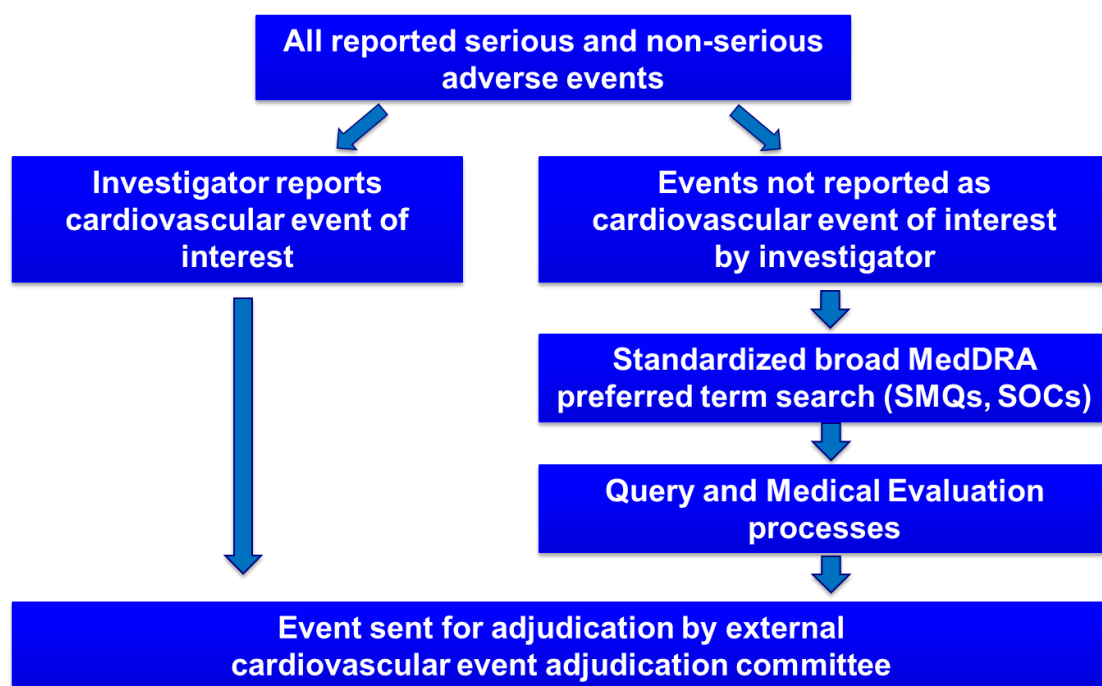 All reported serious and non-serious
adverse events
Investigator reports
cardiovascular event of
interest
Events not reported as
cardiovascular event of interest
by investigator
Standardized broad MedDRA
preferred term search (SMQs, SOCs)
Query and Medical Evaluation
processes
Event sent for adjudication by external
cardiovascular event adjudication committee